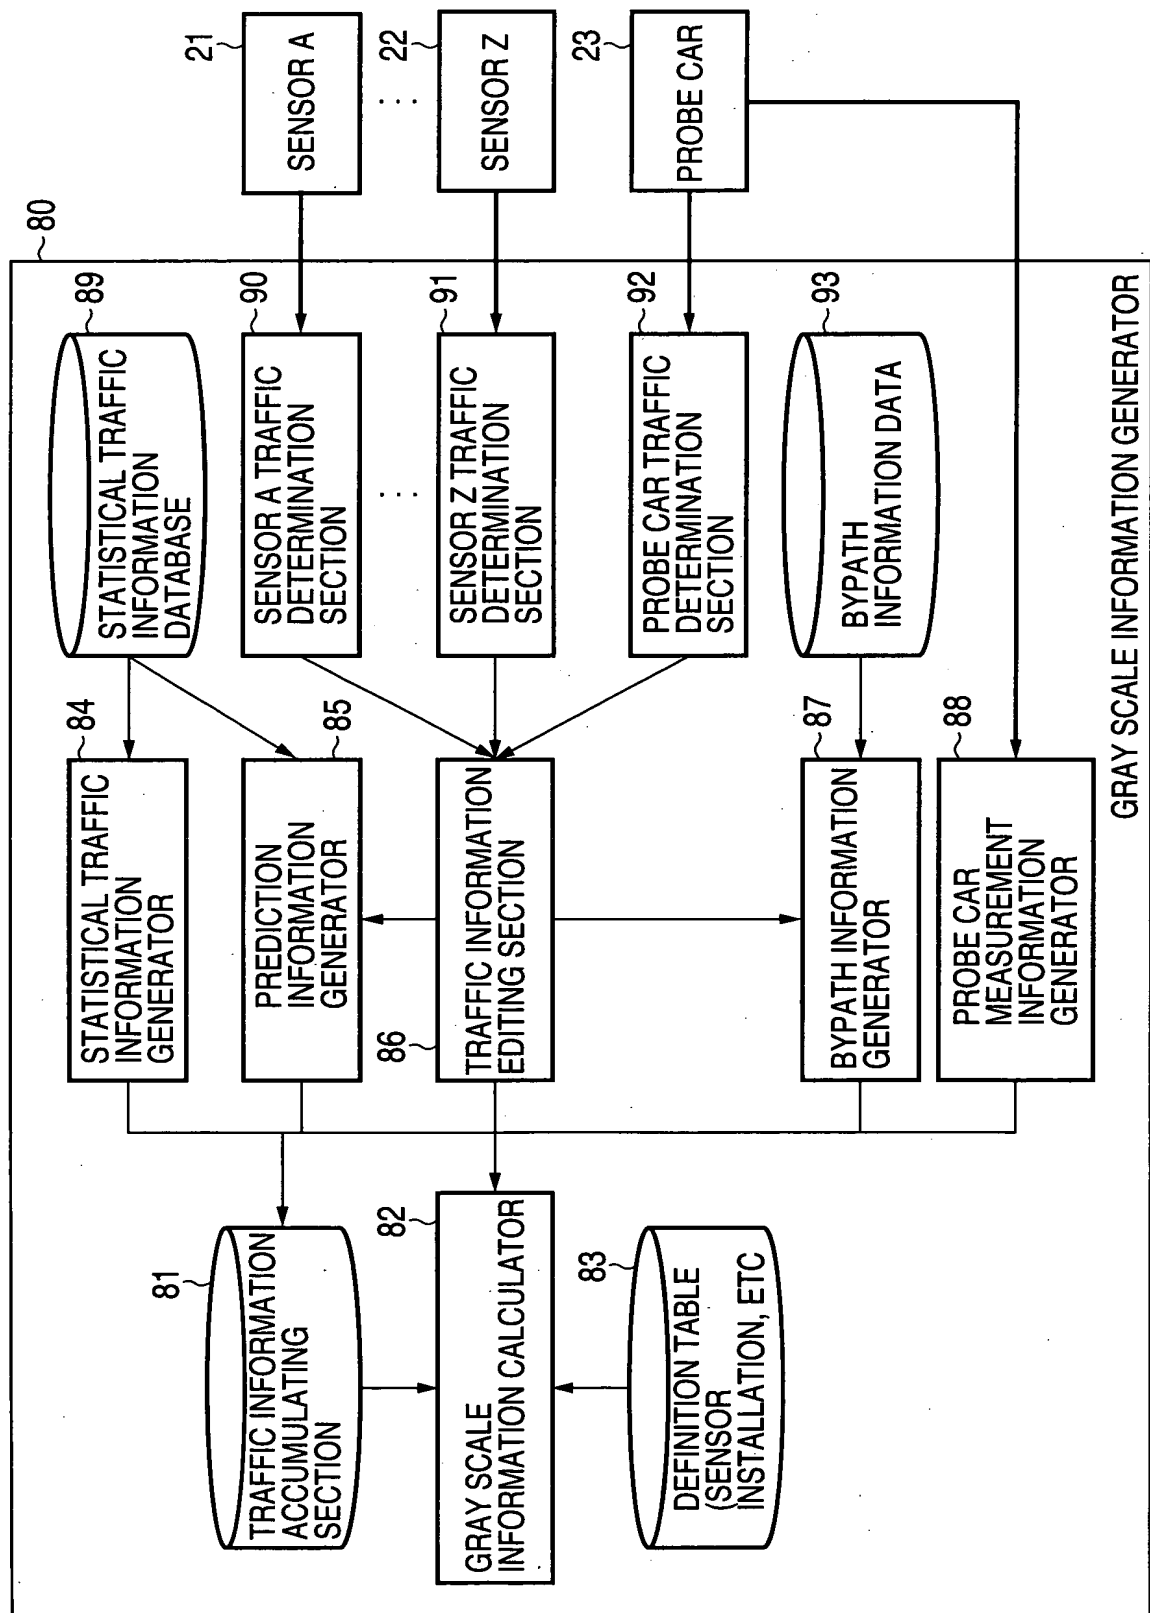 80
GRAY SCALE INFORMATION GENERATOR
81
TRAFFIC INFORMATION
ACCUMULATING
SECTION
82
GRAY SCALE
INFORMATION CALCULATOR
83
DEFINITION TABLE
(SENSOR
INSTALLATION, ETC
84
STATISTICAL TRAFFIC
INFORMATION
GENERATOR
85
PREDICTION
INFORMATION
GENERATOR
86
TRAFFIC INFORMATION
EDITING SECTION
87
BYPATH INFORMATION
GENERATOR
88
PROBE CAR
MEASUREMENT
INFORMATION
GENERATOR
89
STATISTICAL TRAFFIC
INFORMATION
DATABASE
90
SENSOR A TRAFFIC
DETERMINATION
SECTION
...
91
SENSOR Z TRAFFIC
DETERMINATION
SECTION
92
PROBE CAR TRAFFIC
DETERMINATION
SECTION
93
BYPATH
INFORMATION DATA
21
SENSOR A
...
22
SENSOR Z
23
PROBE CAR